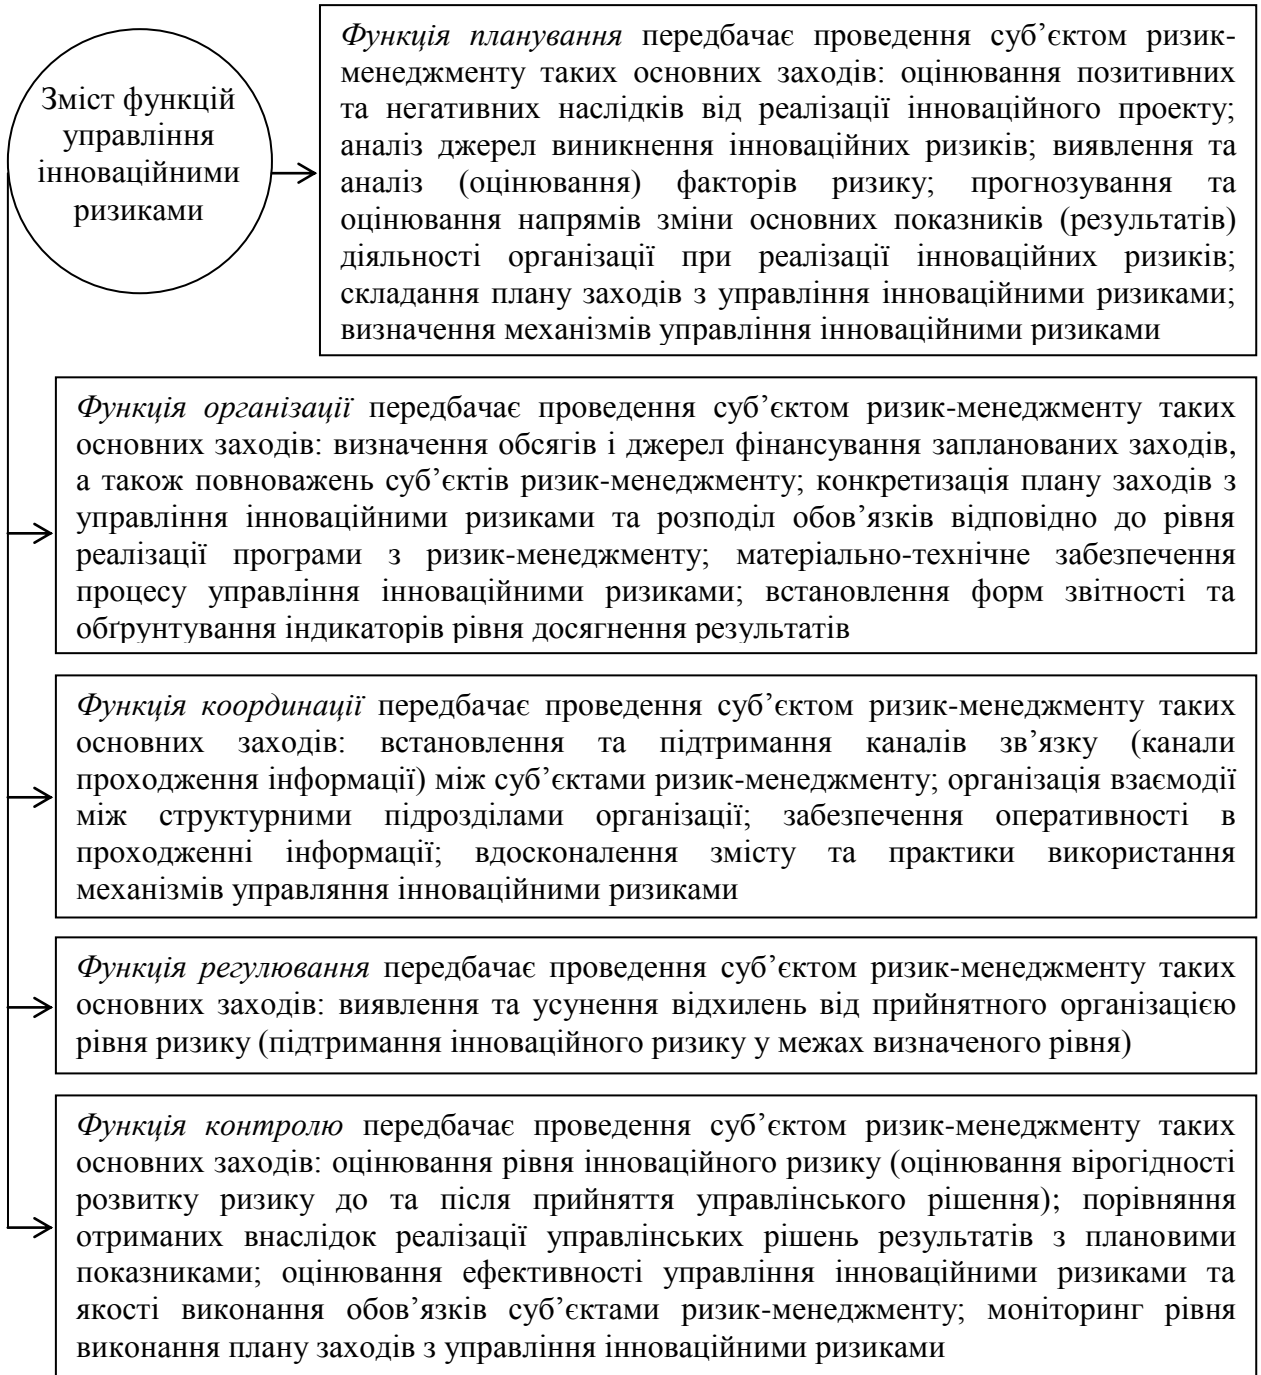 Зміст функцій
управління
інноваційними
ризиками
Функція планування передбачає проведення суб’єктом ризик-
менеджменту таких основних заходів: оцінювання позитивних
та негативних наслідків від реалізації інноваційного проекту;
аналіз джерел виникнення інноваційних ризиків; виявлення та
аналіз (оцінювання) факторів ризику; прогнозування та
оцінювання напрямів зміни основних показників (результатів)
діяльності організації при реалізації інноваційних ризиків;
складання плану заходів з управління інноваційними ризиками;
визначення механізмів управління інноваційними ризиками
Функція організації передбачає проведення суб’єктом ризик-менеджменту таких
основних заходів: визначення обсягів і джерел фінансування запланованих заходів,
а також повноважень суб’єктів ризик-менеджменту; конкретизація плану заходів з
управління інноваційними ризиками та розподіл обов’язків відповідно до рівня
реалізації програми з ризик-менеджменту; матеріально-технічне забезпечення
процесу управління інноваційними ризиками; встановлення форм звітності та
обґрунтування індикаторів рівня досягнення результатів
Функція координації передбачає проведення суб’єктом ризик-менеджменту таких
основних заходів: встановлення та підтримання каналів зв’язку (канали
проходження інформації) між суб’єктами ризик-менеджменту; організація взаємодії
між структурними підрозділами організації; забезпечення оперативності в
проходженні інформації; вдосконалення змісту та практики використання
механізмів управляння інноваційними ризиками
Функція регулювання передбачає проведення суб’єктом ризик-менеджменту таких
основних заходів: виявлення та усунення відхилень від прийнятного організацією
рівня ризику (підтримання інноваційного ризику у межах визначеного рівня)
Функція контролю передбачає проведення суб’єктом ризик-менеджменту таких
основних заходів: оцінювання рівня інноваційного ризику (оцінювання вірогідності
розвитку ризику до та після прийняття управлінського рішення); порівняння
отриманих внаслідок реалізації управлінських рішень результатів з плановими
показниками; оцінювання ефективності управління інноваційними ризиками та
якості виконання обов’язків суб’єктами ризик-менеджменту; моніторинг рівня
виконання плану заходів з управління інноваційними ризиками